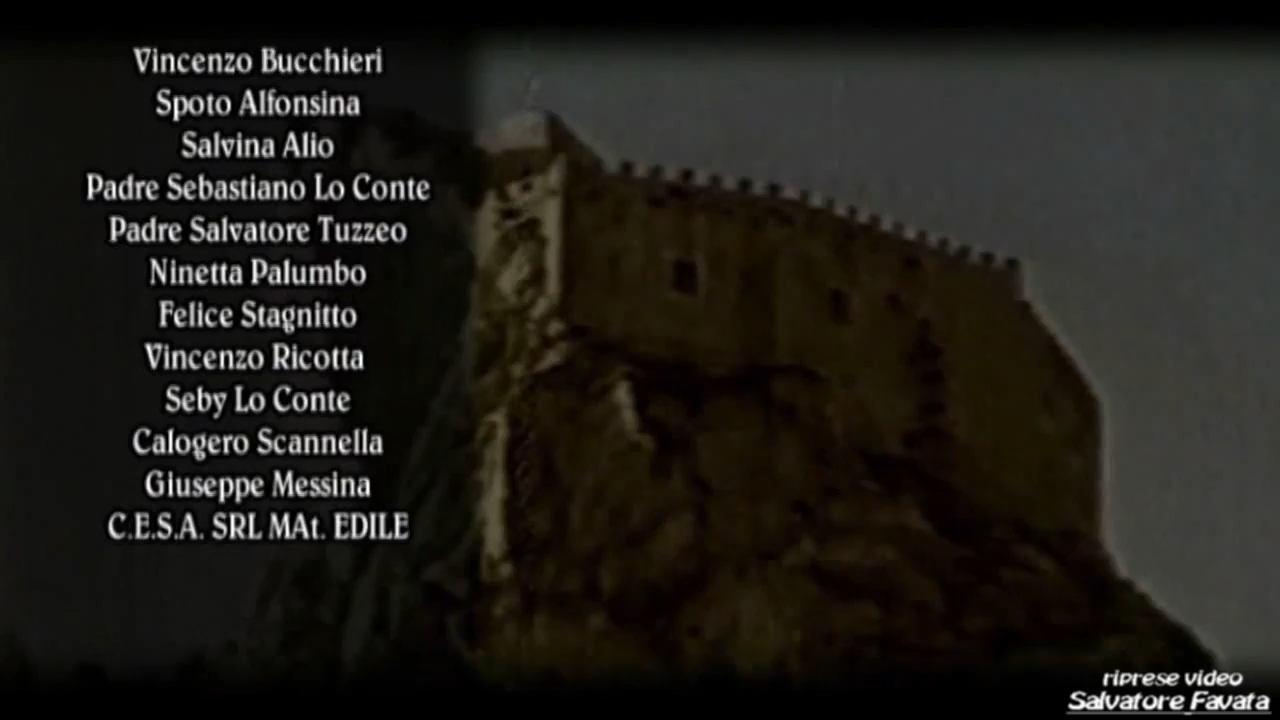 Vincenzo Bucchieri
Spoto Alfonsina
Salvina Alio
Padre Sebastiano Lo Conte
Padre Salvatore Tuzzeo
Ninetta Palumbo
Felice Stagnitto
Vincenzo Ricotta
Seby Lo Conte
Calogero Scannella
Giuseppe Messina
C.E.S.A. SRL MAt. EDILE
riprese video
Salvatore Favata